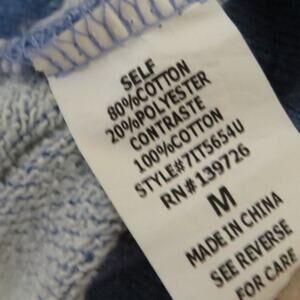 SELF
80%COTTON
20%POLYESTER
CONTRASTE
100%COTTON
STYLE#71T5654U
RN#139726
M
MADE IN CHINA
SEE REVERSE
FOR CARE